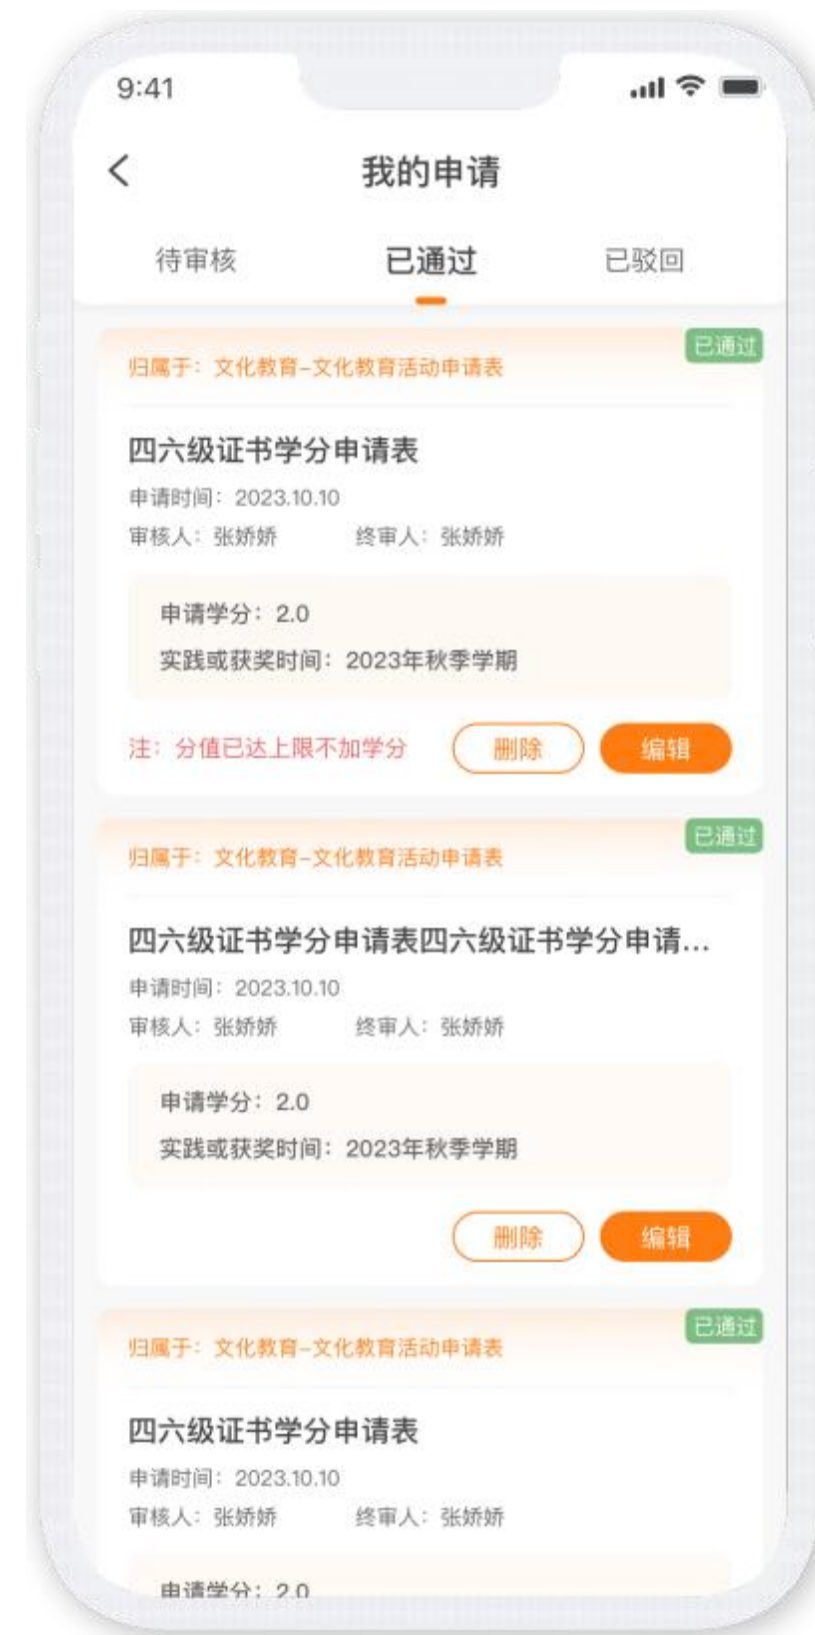 9:41
我的申请
待审核 已通过 已驳回
已通过
归属于：文化教育-文化教育活动申请表
四六级证书学分申请表
申请时间：2023.10.10
审核人：张娇娇 终审人：张娇娇
申请学分：2.0
实践或获奖时间：2023年秋季学期
注：分值已达上限不加学分 删除 编辑
已通过
归属于：文化教育-文化教育活动申请表
四六级证书学分申请表四六级证书学分申请...
申请时间：2023.10.10
审核人：张娇娇 终审人：张娇娇
申请学分：2.0
实践或获奖时间：2023年秋季学期
删除 编辑
已通过
归属于：文化教育-文化教育活动申请表
四六级证书学分申请表
申请时间：2023.10.10
审核人：张娇娇 终审人：张娇娇
申请学分：2.0